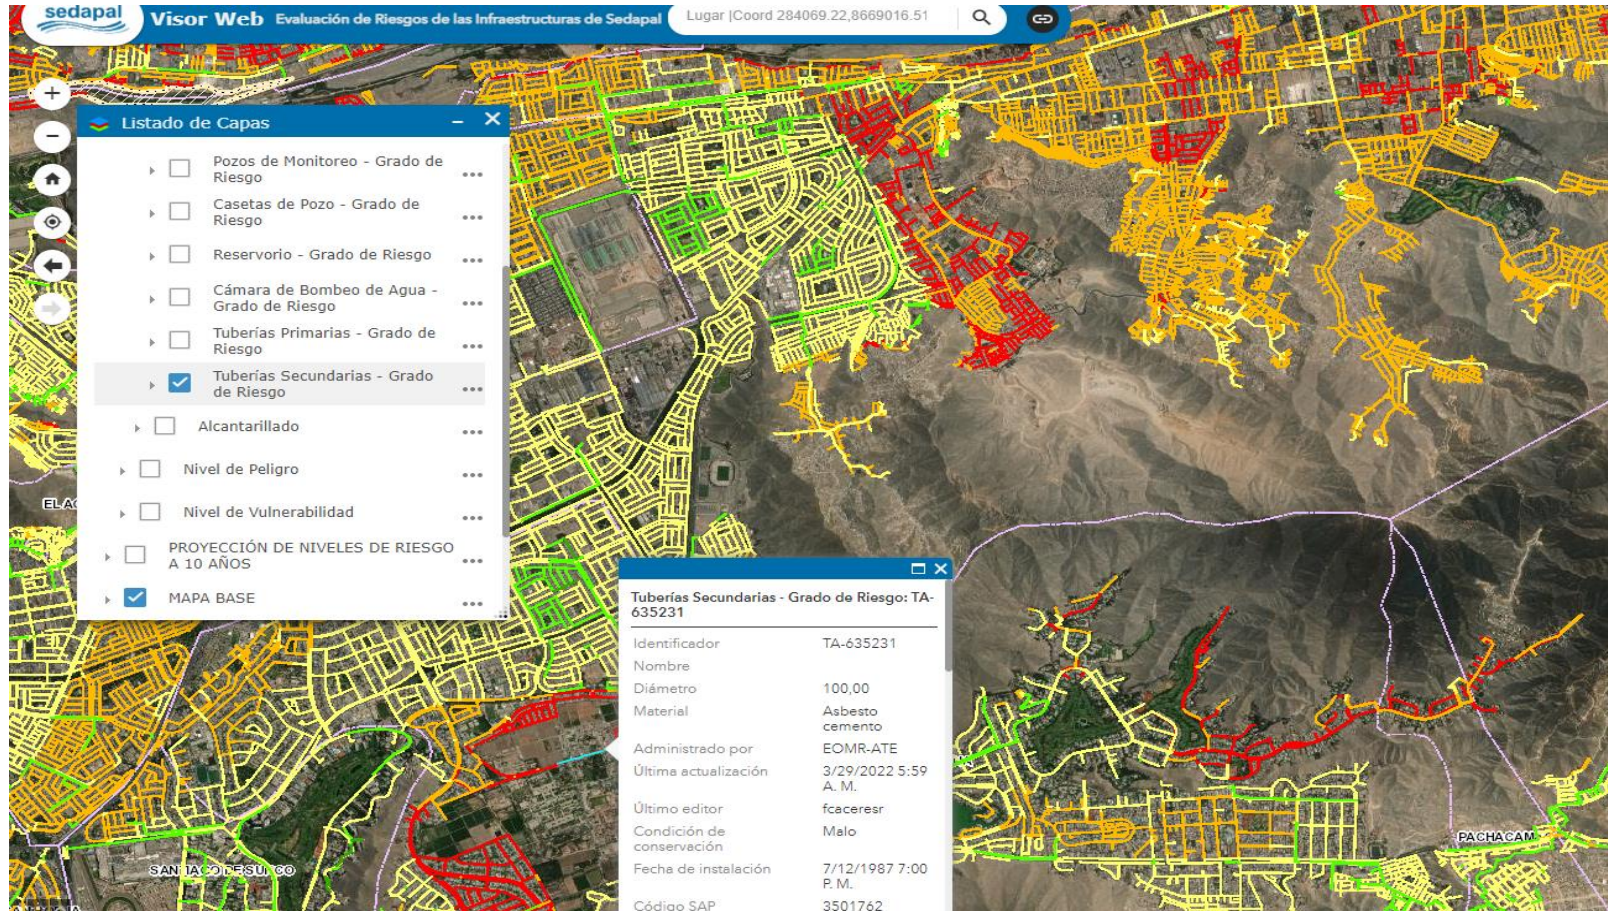 sedapal
Visor Web Evaluación de Riesgos de las Infraestructuras de Sedapal
Lugar |Coord 284069.22,8669016.51
Listado de Capas
Pozos de Monitoreo - Grado de
Riesgo
Casetas de Pozo - Grado de
Riesgo
Reservorio - Grado de Riesgo
Cámara de Bombeo de Agua -
Grado de Riesgo
Tuberías Primarias - Grado de
Riesgo
Tuberías Secundarias - Grado
de Riesgo
Alcantarillado
Nivel de Peligro
Nivel de Vulnerabilidad
PROYECCIÓN DE NIVELES DE RIESGO
A 10 AÑOS
MAPA BASE
Tuberías Secundarias - Grado de Riesgo: TA-
635231
Identificador TA-635231
Nombre
Diámetro 100,00
Material Asbesto
cemento
Administrado por EOMR-ATE
Última actualización 3/29/2022 5:59
A. M.
Último editor fcaceresr
Condición de Malo
conservación
Fecha de instalación 7/12/1987 7:00
P. M.
Código SAP 3501762
EL A
SANTIAGO DE SURCO
PACHACAM